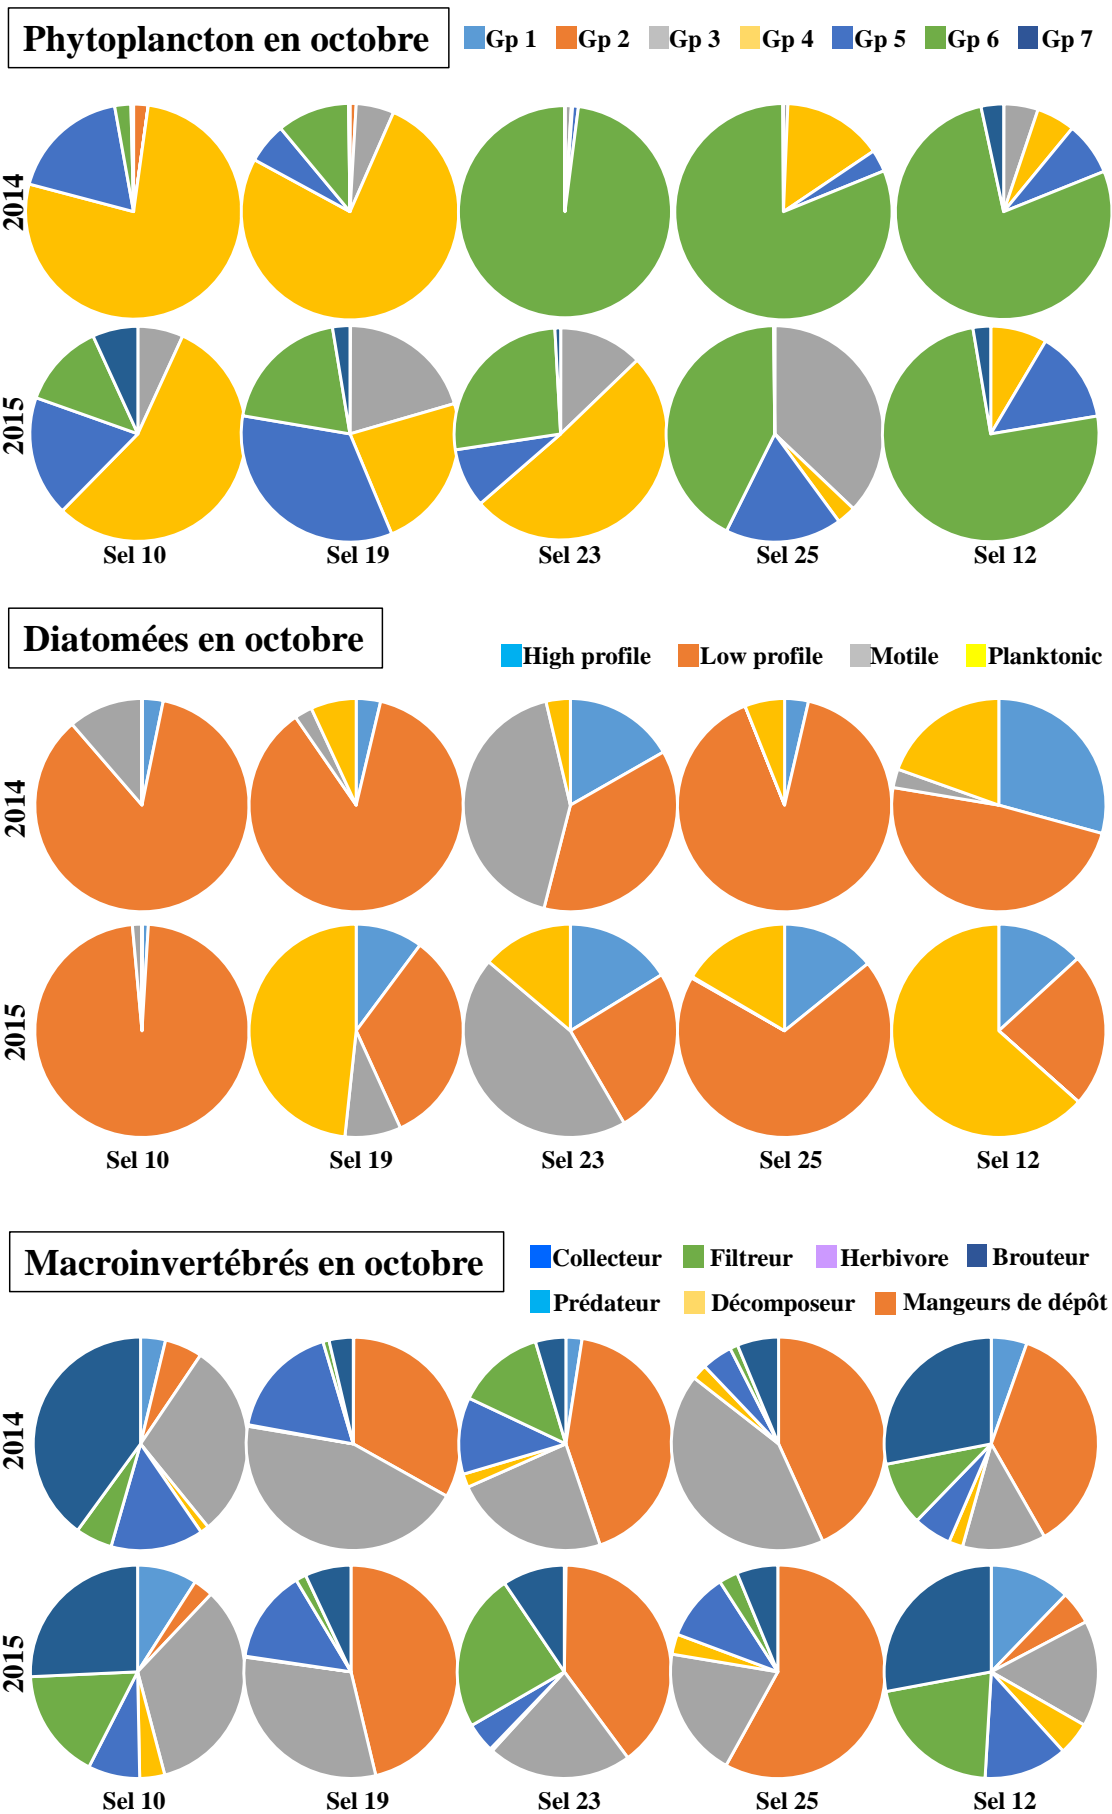 Phytoplancton en octobre
Gp 1 Gp 2 Gp 3 Gp 4 Gp 5 Gp 6 Gp 7
2014
2015
Sel 10 Sel 19 Sel 23 Sel 25 Sel 12
Diatomées en octobre
High profile Low profile Motile Planktonic
2014
2015
Sel 10 Sel 19 Sel 23 Sel 25 Sel 12
Macroinvertébrés en octobre
Collecteur Filtreur Herbivore Brouteur
Prédateur Décomposeur Mangeurs de dépôt
2014
2015
Sel 10 Sel 19 Sel 23 Sel 25 Sel 12